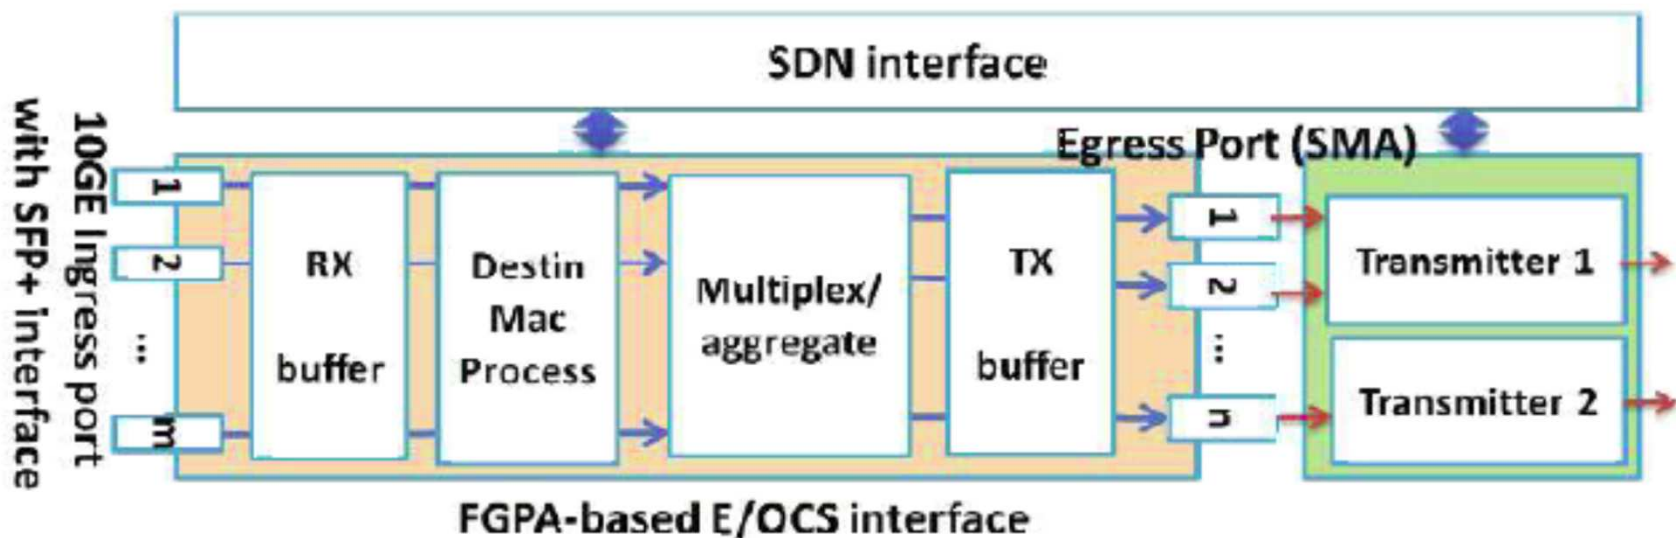 SDN interface
Egress Port (SMA)
10GE Ingress port
with SFP+ interface
1
2
...
m
RX
buffer
Destin
Mac
Process
Multiplex/
aggregate
TX
buffer
1
2
...
n
Transmitter 1
Transmitter 2
FGPA-based E/OCS interface